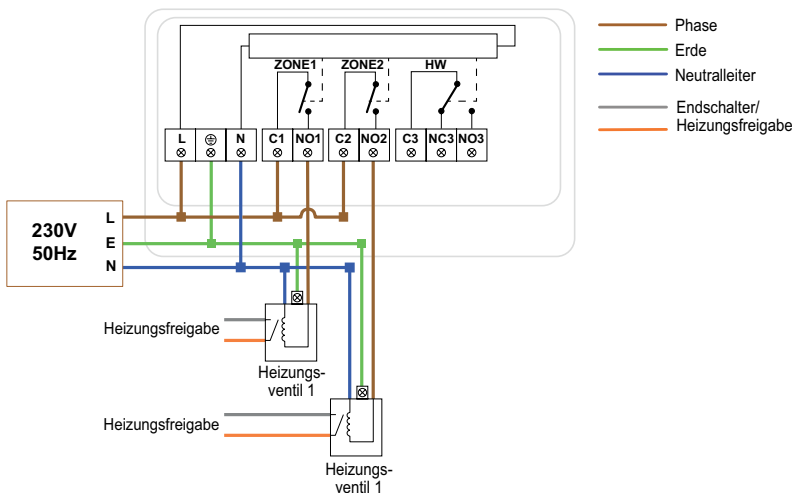 Phase
Erde
Neutralleiter
Endschalter/
Heizungsfreigabe
ZONE1 ZONE2 HW
L N C1 NO1 C2 NO2 C3 NC3 NO3
230V
50Hz
L
E
N
Heizungsfreigabe
Heizungs-
ventil 1
Heizungsfreigabe
Heizungs-
ventil 1